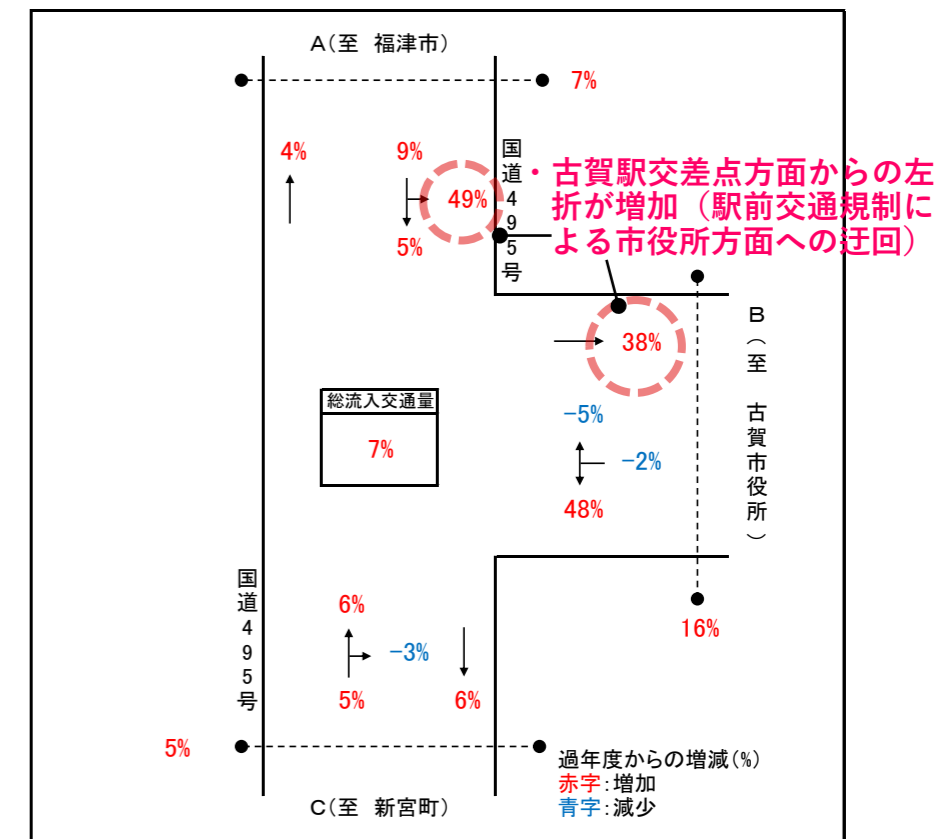 A(至 福津市)
7%
4%
9%
49%
5%
国道495号
・古賀駅交差点方面からの左
折が増加（駅前交通規制に
よる市役所方面への迂回）
38%
B(至 古賀市役所)
総流入交通量
7%
-5%
-2%
48%
16%
国道495号
6%
-3%
5%
6%
5%
過年度からの増減(%)
赤字:増加
青字:減少
C(至 新宮町)